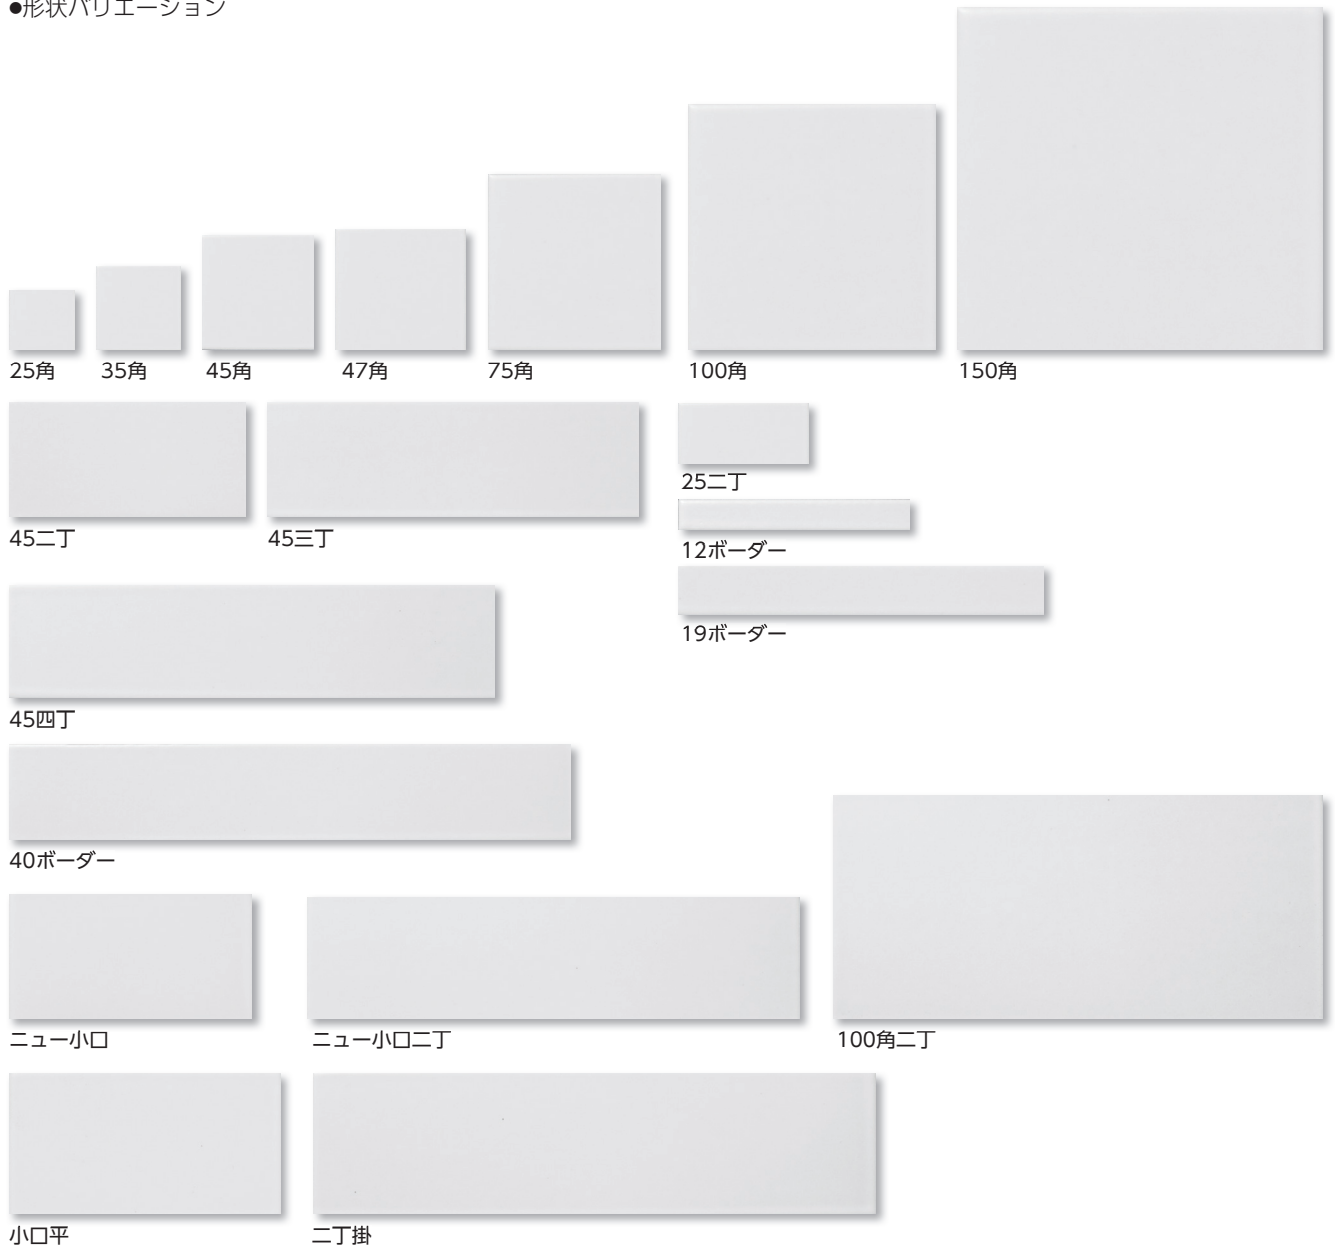 ●形状バリエーション
25角
35角
45角
47角
75角
100角
150角
45二丁
45三丁
25二丁
12ボーダー
19ボーダー
45四丁
40ボーダー
ニュー小口
ニュー小口二丁
100角二丁
小口平
二丁掛